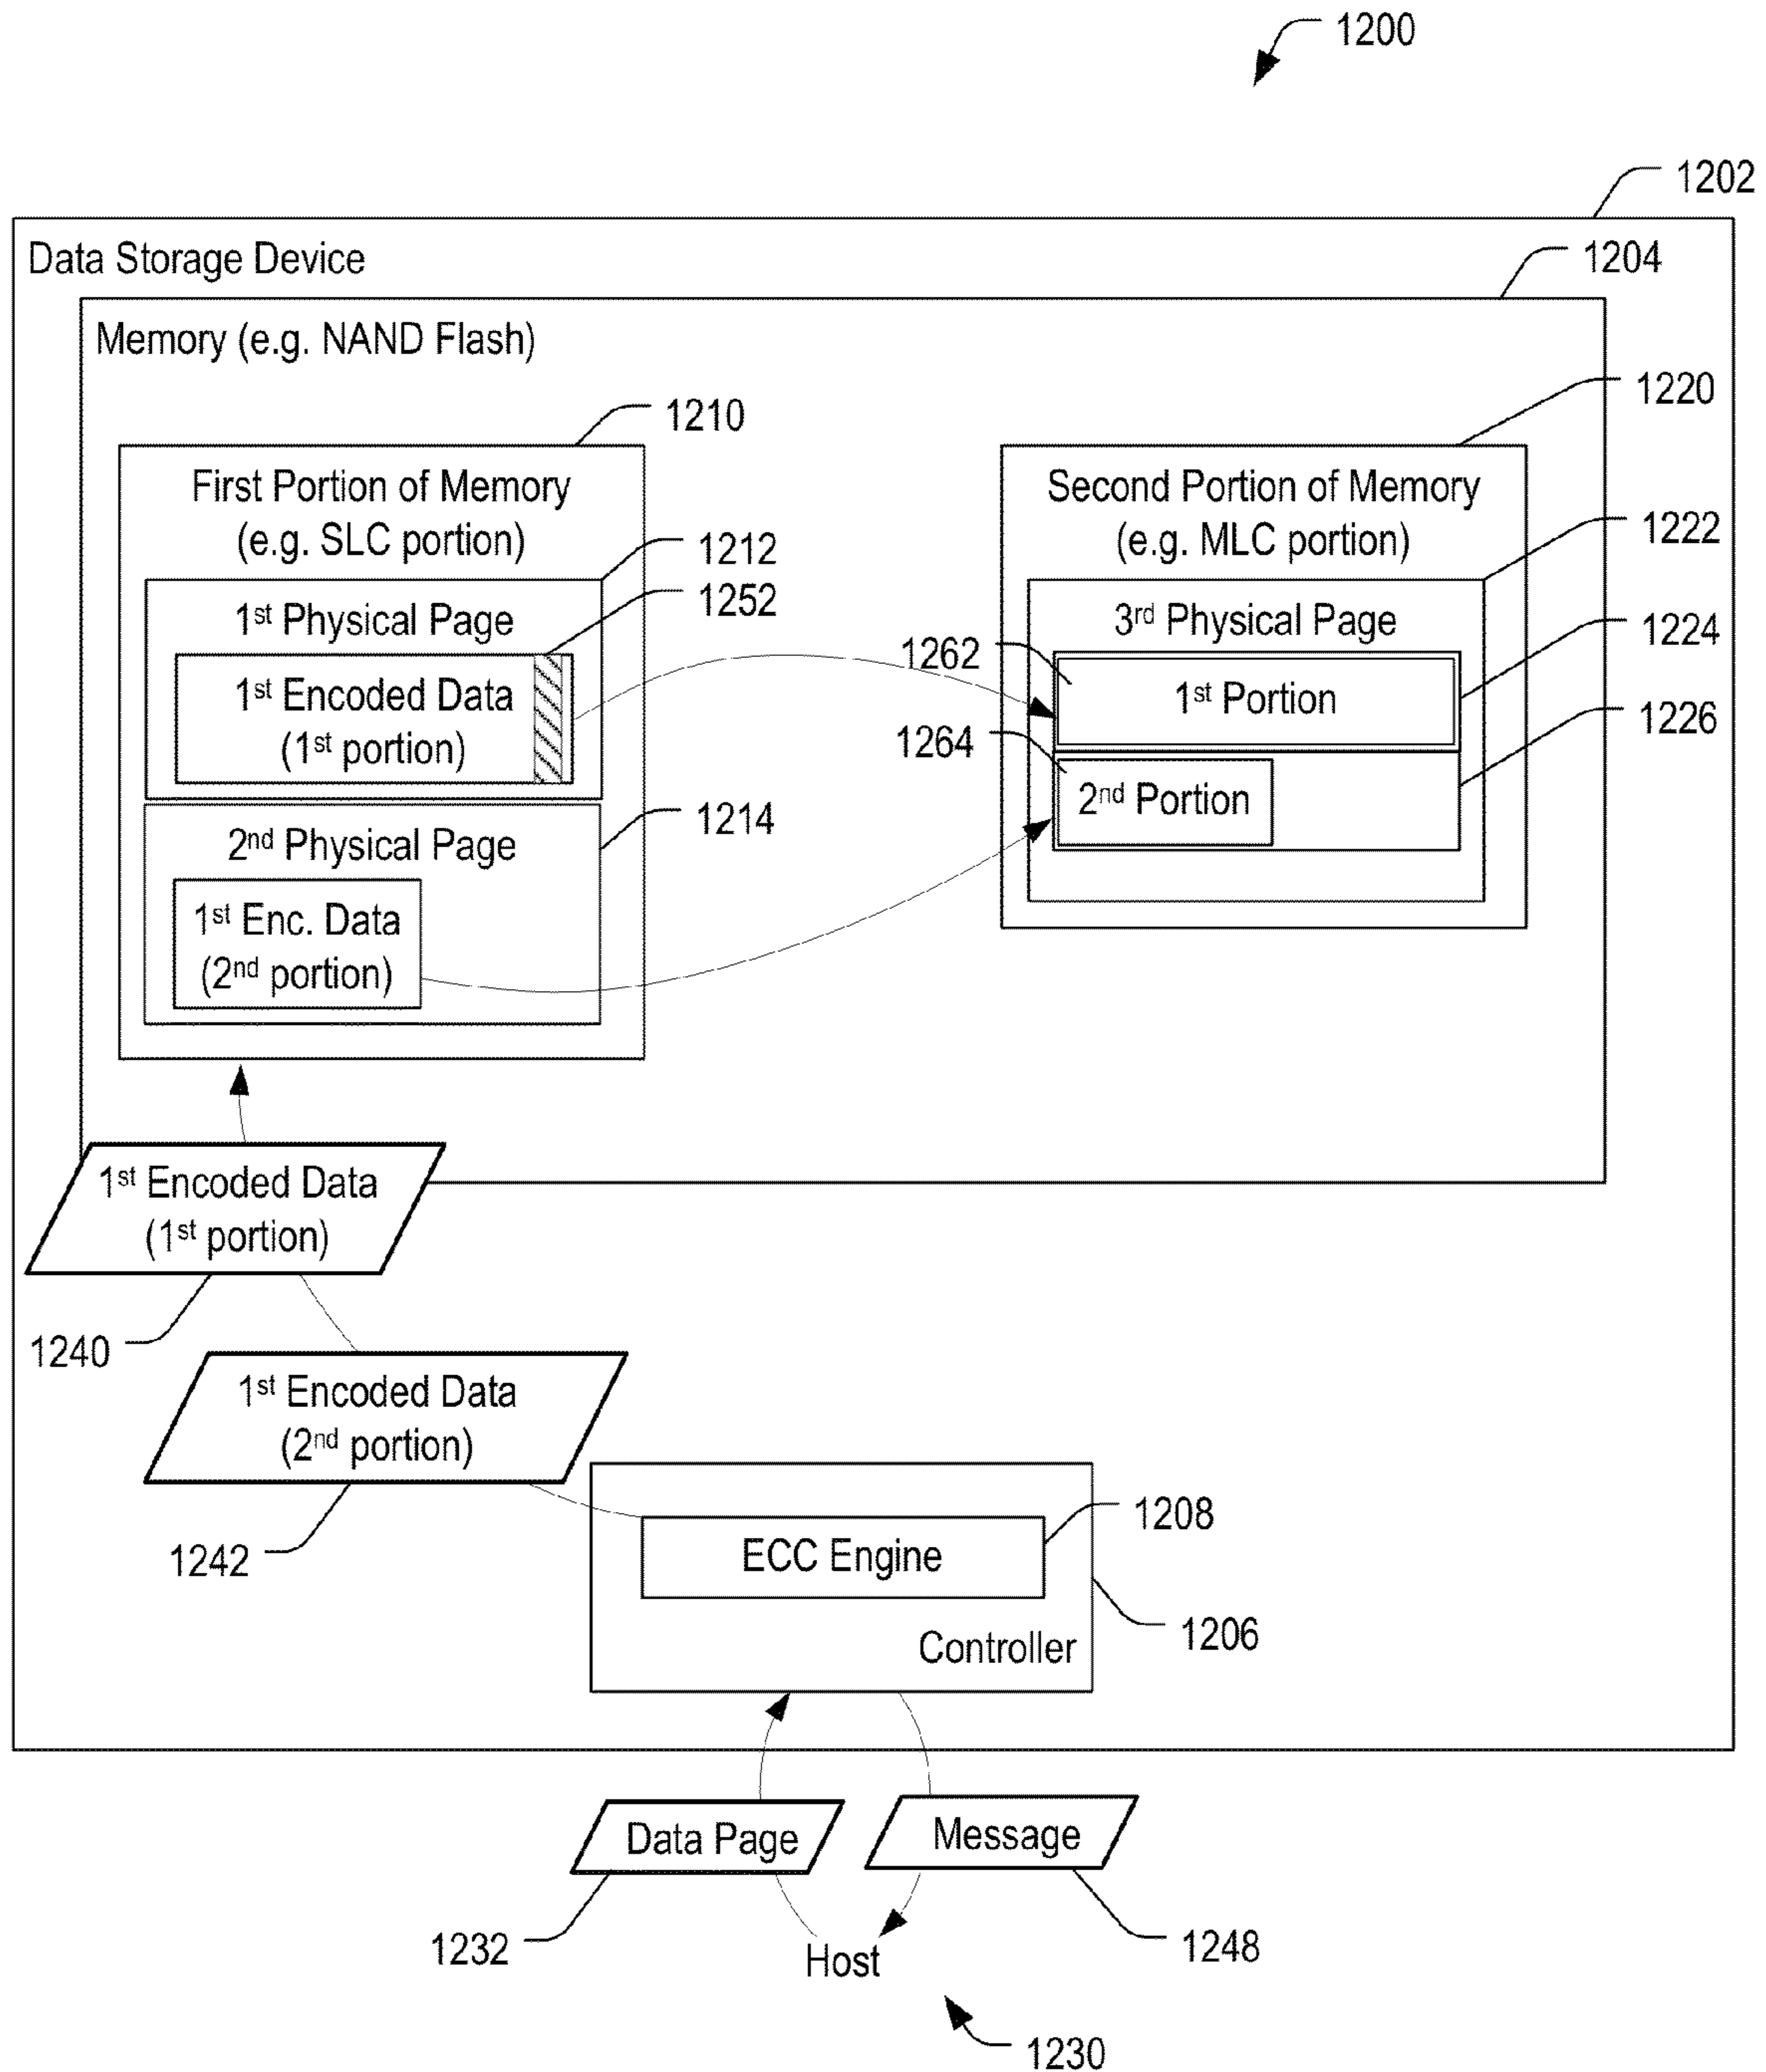 1200
1202
Data Storage Device
1204
Memory (e.g. NAND Flash)
1220
1210
First Portion of Memory
(e.g. SLC portion)
Second Portion of Memory
(e.g. MLC portion)
1222
1212
1252
1st Physical Page
3rd Physical Page
1224
1262
1st Encoded Data
(1st portion)
1st Portion
1226
1264
2nd Portion
1214
2nd Physical Page
1st Enc. Data
(2nd portion)
1st Encoded Data
(1st portion)
1240
1st Encoded Data
(2nd portion)
1242
1208
ECC Engine
1206
Controller
Data Page
Message
1232
1248
Host
1230